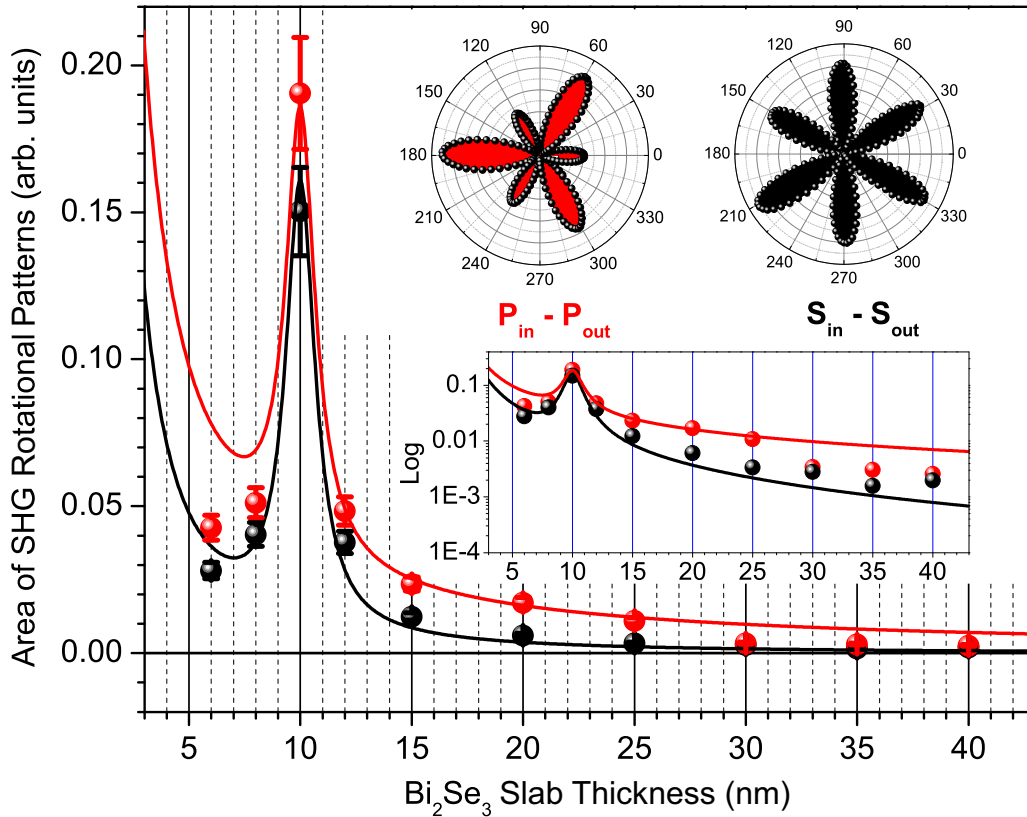 Area of SHG Rotational Patterns (arb. units)
0.20
0.15
0.10
0.05
0.00
5 10 15 20 25 30 35 40
Bi2Se3 Slab Thickness (nm)
90
120 60
150 30
180 0
210 330
240 300
270
90
120 60
150 30
180 0
210 330
240 300
270
Pin - Pout
Sin - Sout
Log
0.1
0.01
1E-3
1E-4
5 10 15 20 25 30 35 40